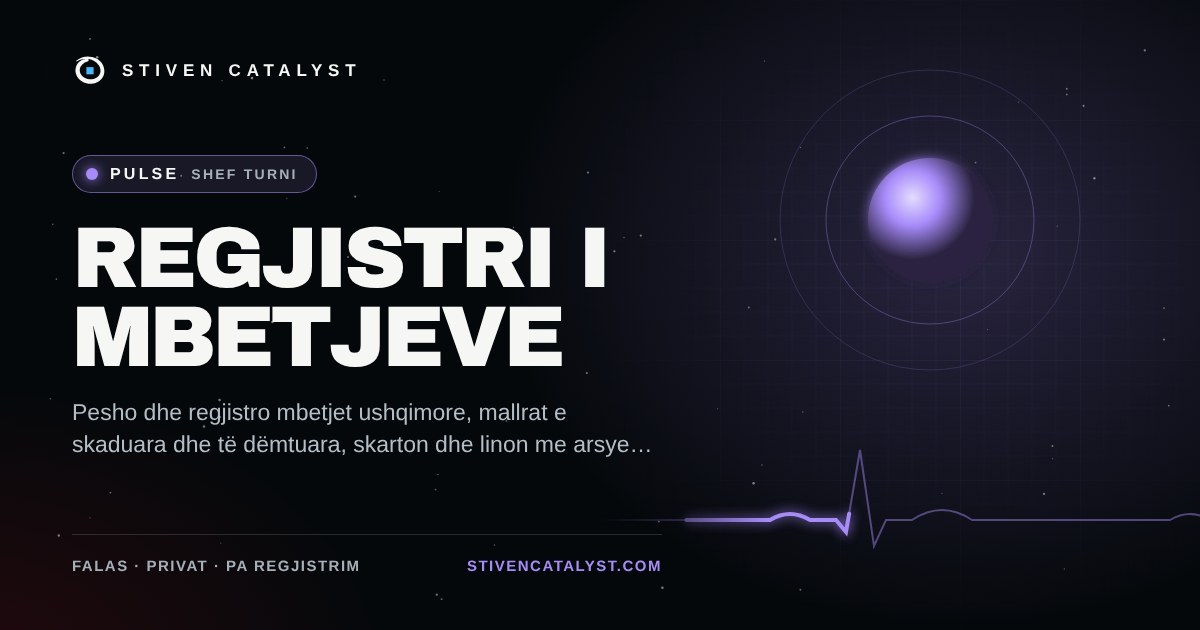 STIVEN CATALYST
PULSE · SHEF TURNI
REGJISTRI I
MBETJEVE
Pesho dhe regjistro mbetjet ushqimore, mallrat e
skaduara dhe të dëmtuara, skarton dhe linon me arsye…
FALAS · PRIVAT · PA REGJISTRIM
STIVENCATALYST.COM